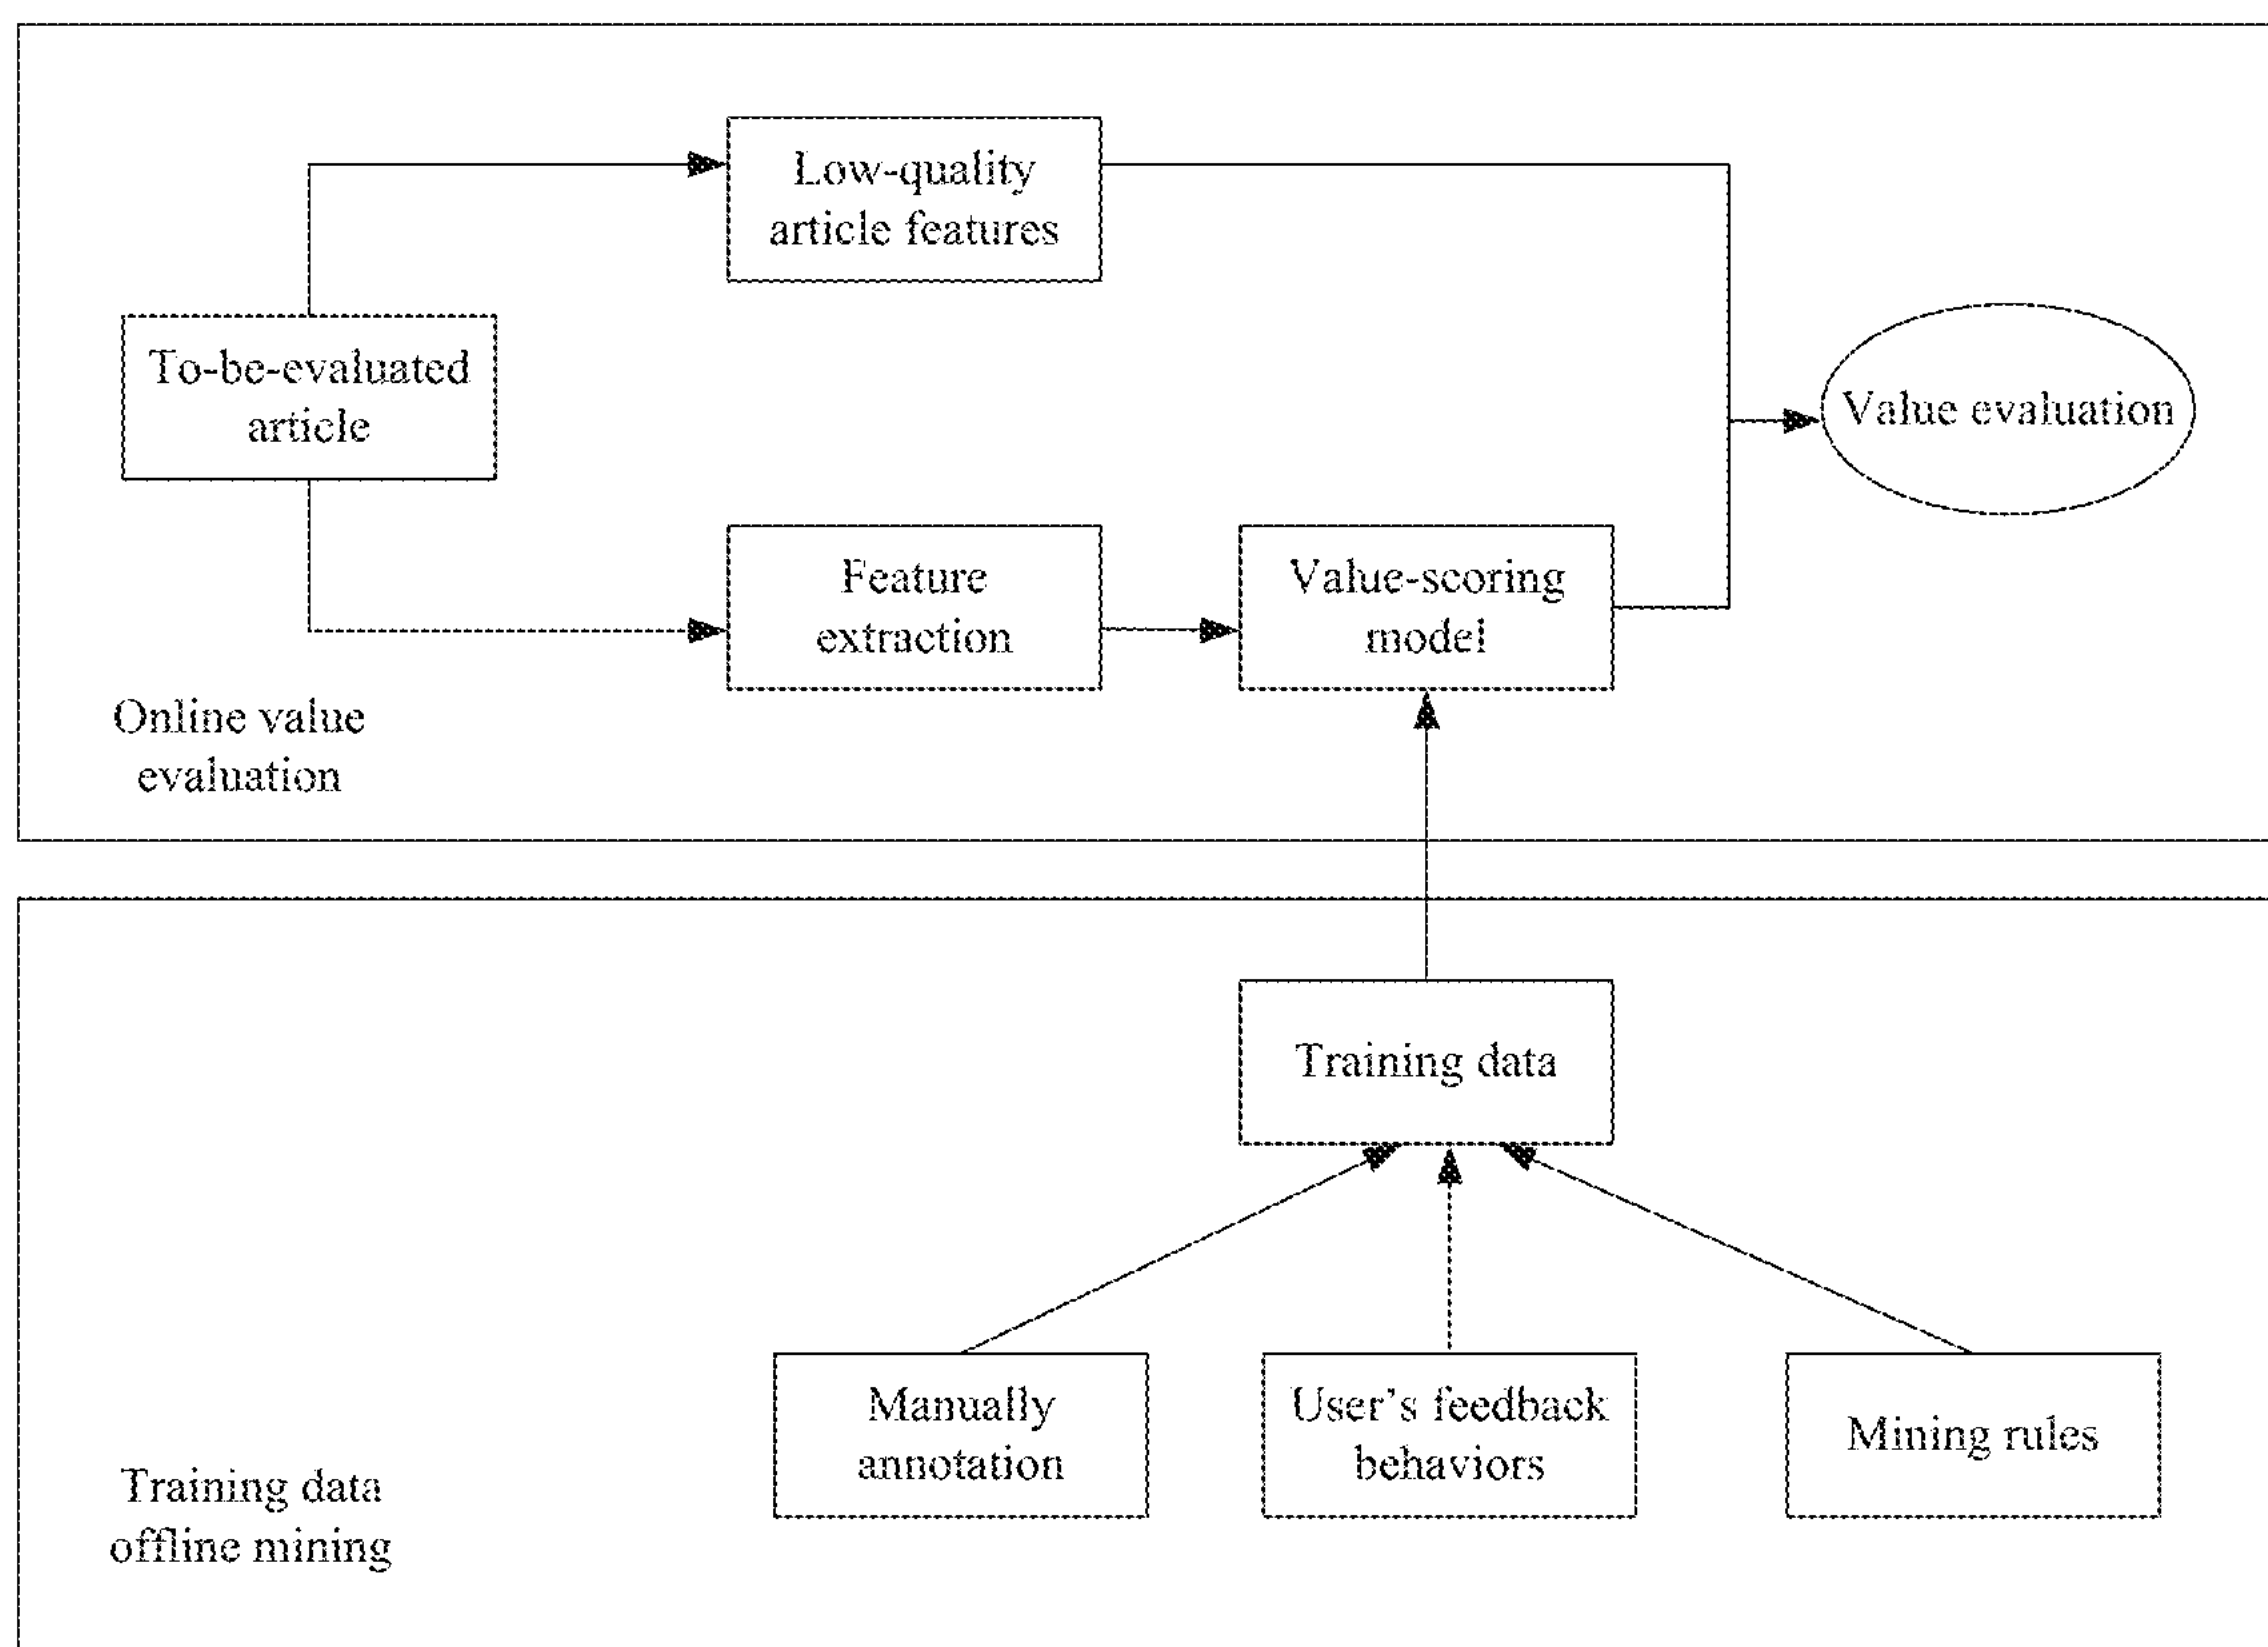 Low-quality
article features
To-be-evaluated
article
Value evaluation
Feature
extraction
Value-scoring
model
Online value
evaluation
Training data
Manually
annotation
User's feedback
behaviors
Mining rules
Training data
offline mining